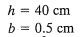 h = 40 cm
b = 0.5 cm